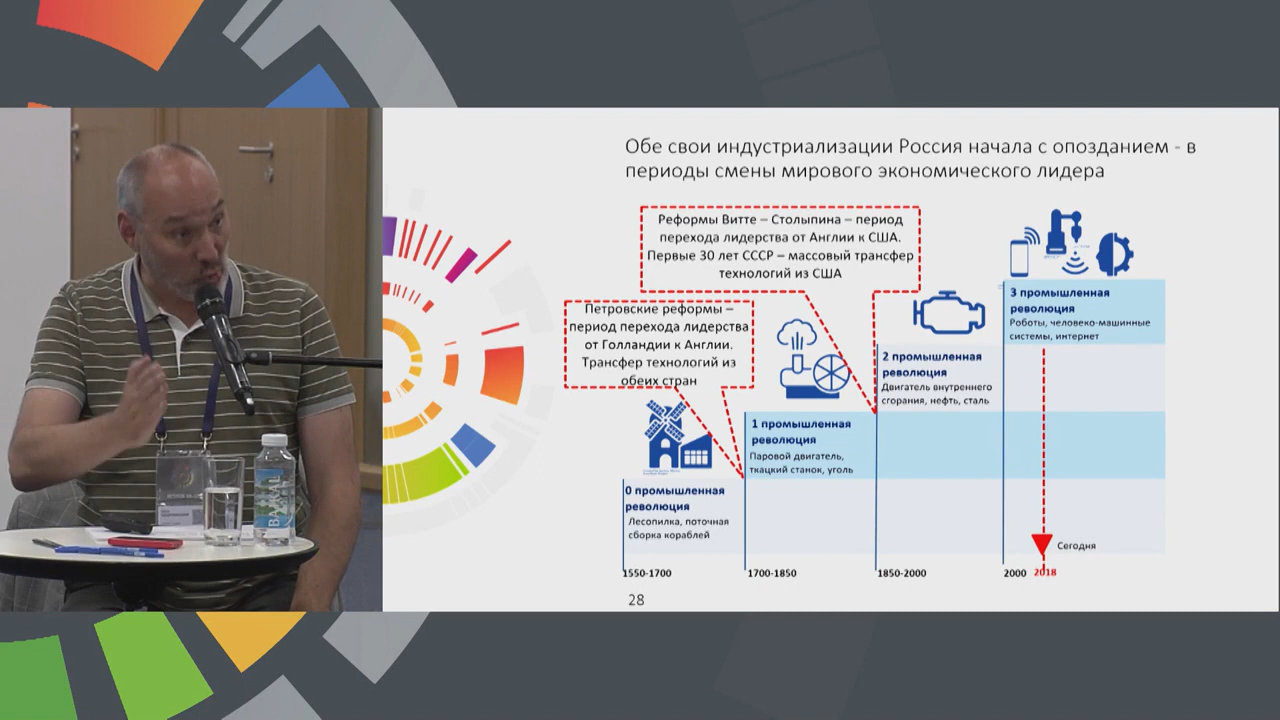 Обе свои индустриализации Россия начала с опозданием - в
периоды смены мирового экономического лидера
Реформы Витте – Столыпина – период
перехода лидерства от Англии к США.
Первые 30 лет СССР – массовый трансфер
технологий из США
Петровские реформы –
период перехода лидерства
от Голландии к Англии.
Трансфер технологий из
обеих стран
3 промышленная
революция
Роботы, человеко-машинные
системы, интернет
2 промышленная
революция
Двигатель внутреннего
сгорания, нефть, сталь
1 промышленная
революция
Паровой двигатель,
ткацкий станок, уголь
0 промышленная
революция
Лесопилка, поточная
сборка кораблей
Сегодня
1550-1700
1700-1850
1850-2000
2000
2018
28